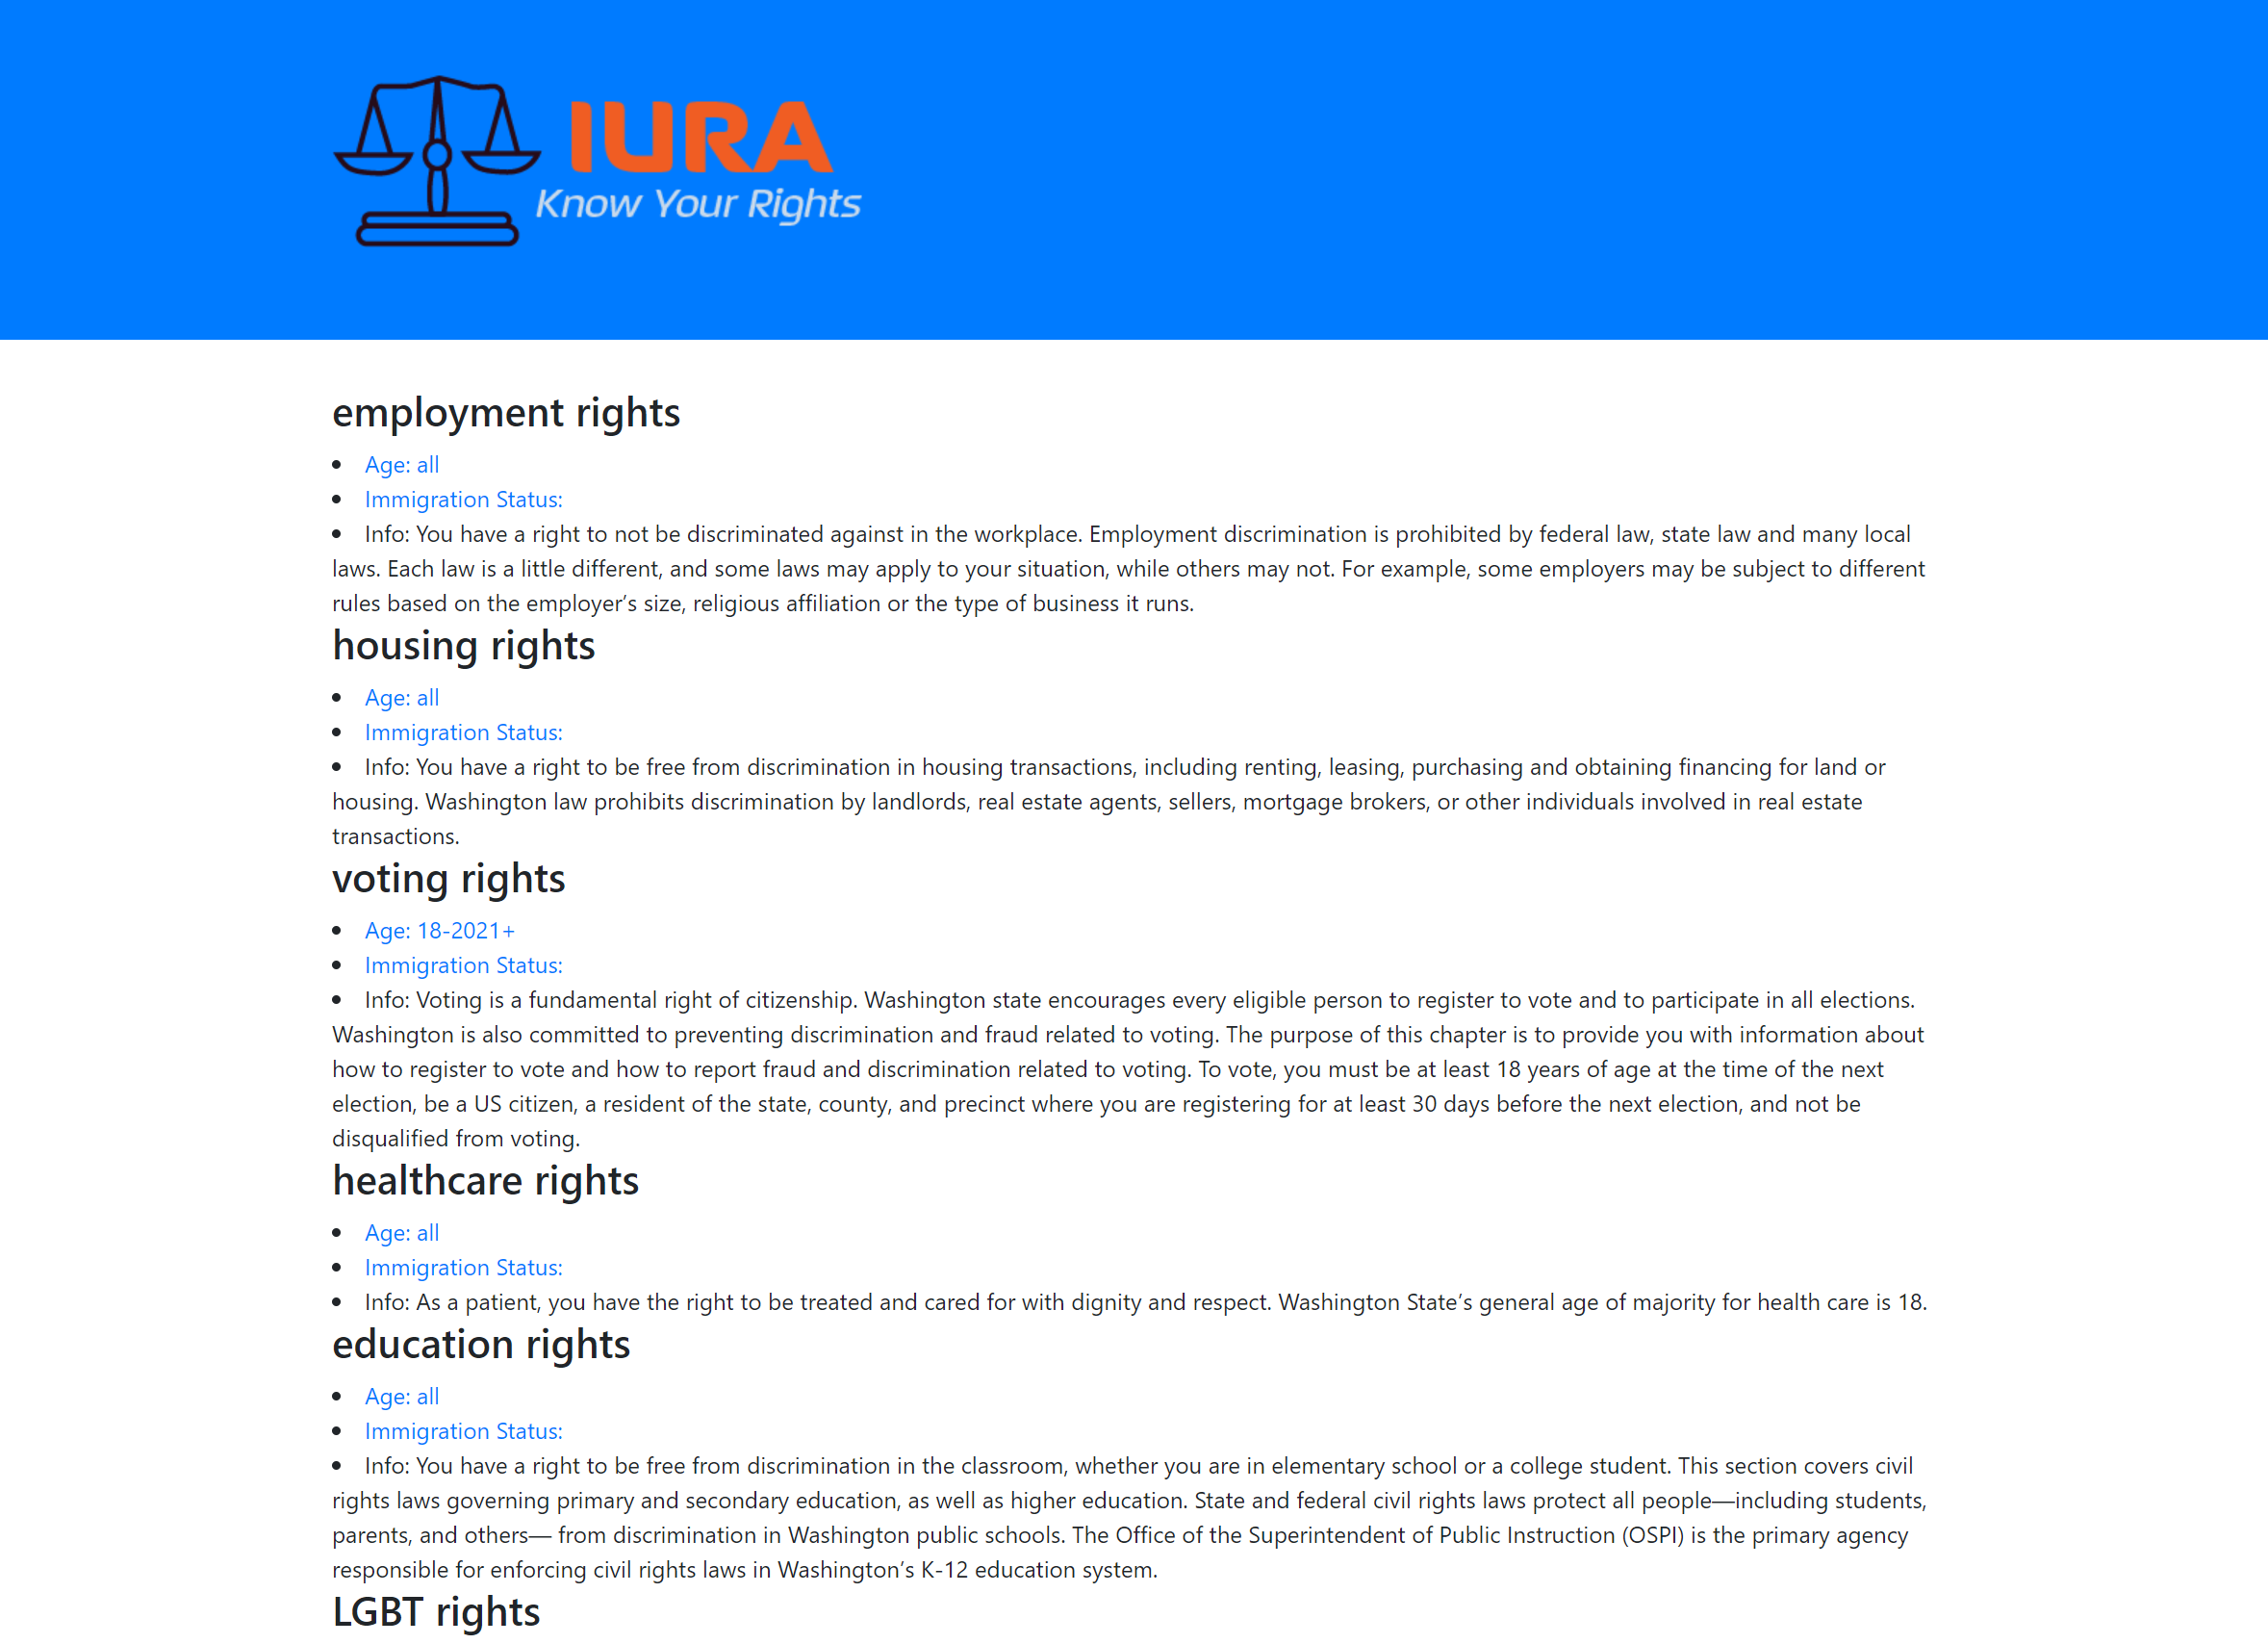 IURA
Know Your Rights
employment rights
• Age: all
• Immigration Status:
• Info: You have a right to not be discriminated against in the workplace. Employment discrimination is prohibited by federal law, state law and many local
laws. Each law is a little different, and some laws may apply to your situation, while others may not. For example, some employers may be subject to different
rules based on the employer’s size, religious affiliation or the type of business it runs.
housing rights
• Age: all
• Immigration Status:
• Info: You have a right to be free from discrimination in housing transactions, including renting, leasing, purchasing and obtaining financing for land or
housing. Washington law prohibits discrimination by landlords, real estate agents, sellers, mortgage brokers, or other individuals involved in real estate
transactions.
voting rights
• Age: 18-2021+
• Immigration Status:
• Info: Voting is a fundamental right of citizenship. Washington state encourages every eligible person to register to vote and to participate in all elections.
Washington is also committed to preventing discrimination and fraud related to voting. The purpose of this chapter is to provide you with information about
how to register to vote and how to report fraud and discrimination related to voting. To vote, you must be at least 18 years of age at the time of the next
election, be a US citizen, a resident of the state, county, and precinct where you are registering for at least 30 days before the next election, and not be
disqualified from voting.
healthcare rights
• Age: all
• Immigration Status:
• Info: As a patient, you have the right to be treated and cared for with dignity and respect. Washington State’s general age of majority for health care is 18.
education rights
• Age: all
• Immigration Status:
• Info: You have a right to be free from discrimination in the classroom, whether you are in elementary school or a college student. This section covers civil
rights laws governing primary and secondary education, as well as higher education. State and federal civil rights laws protect all people—including students,
parents, and others— from discrimination in Washington public schools. The Office of the Superintendent of Public Instruction (OSPI) is the primary agency
responsible for enforcing civil rights laws in Washington’s K-12 education system.
LGBT rights